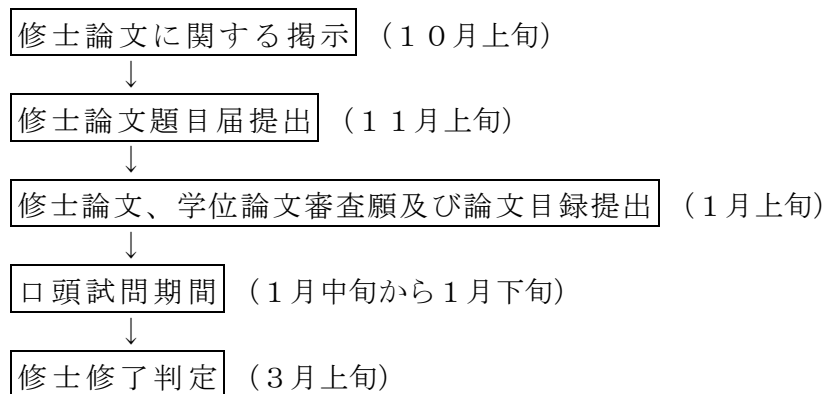 修士論文に関する掲示 (10月上旬)
↓
修士論文題目届提出 (11月上旬)
↓
修士論文、学位論文審査願及び論文目録提出 (1月上旬)
↓
口頭試問期間 (1月中旬から1月下旬)
↓
修士修了判定 (3月上旬)